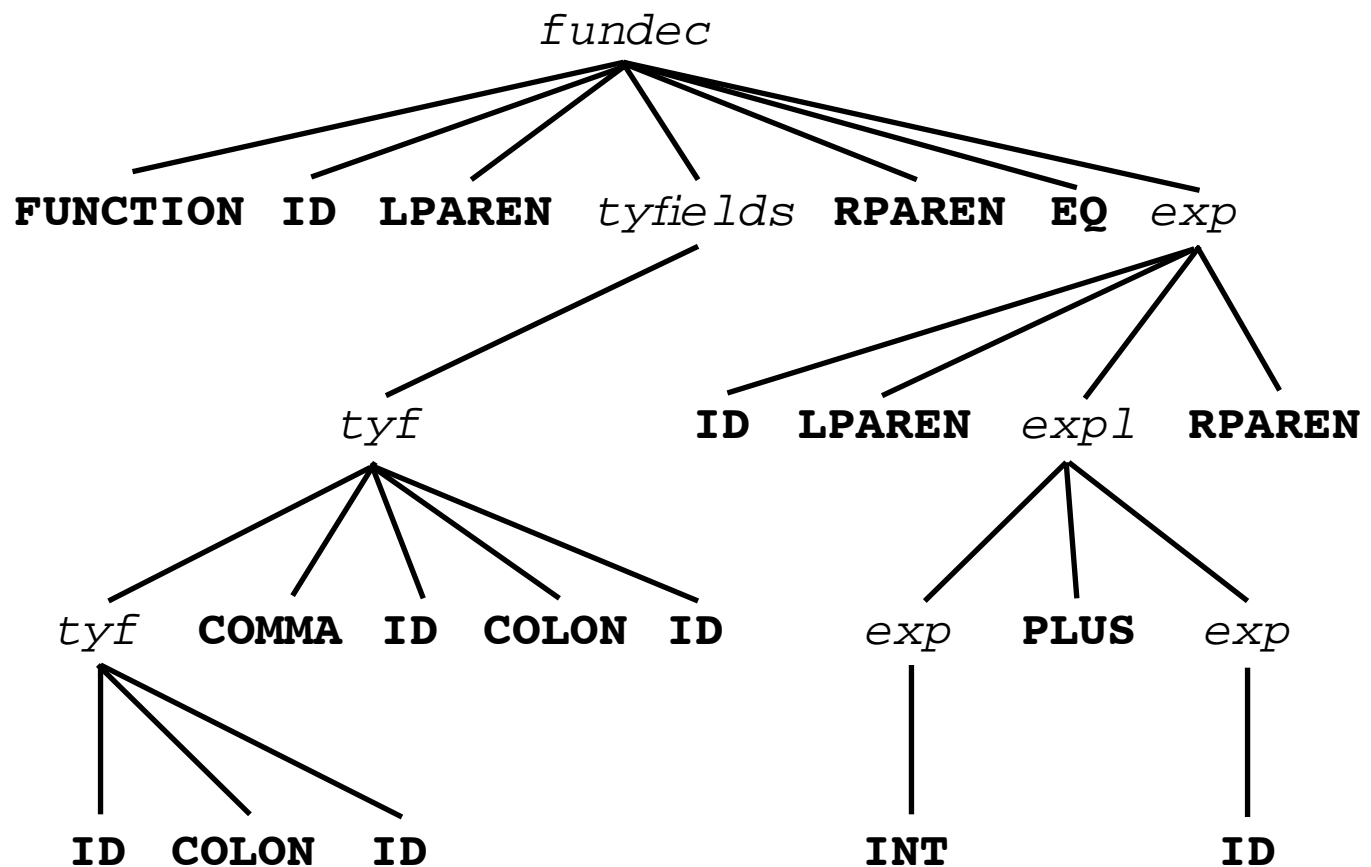 fundec
FUNCTION ID LPAREN tyfields RPAREN EQ exp
tyf ID LPAREN expl RPAREN
tyf COMMA ID COLON ID exp PLUS exp
ID COLON ID INT ID